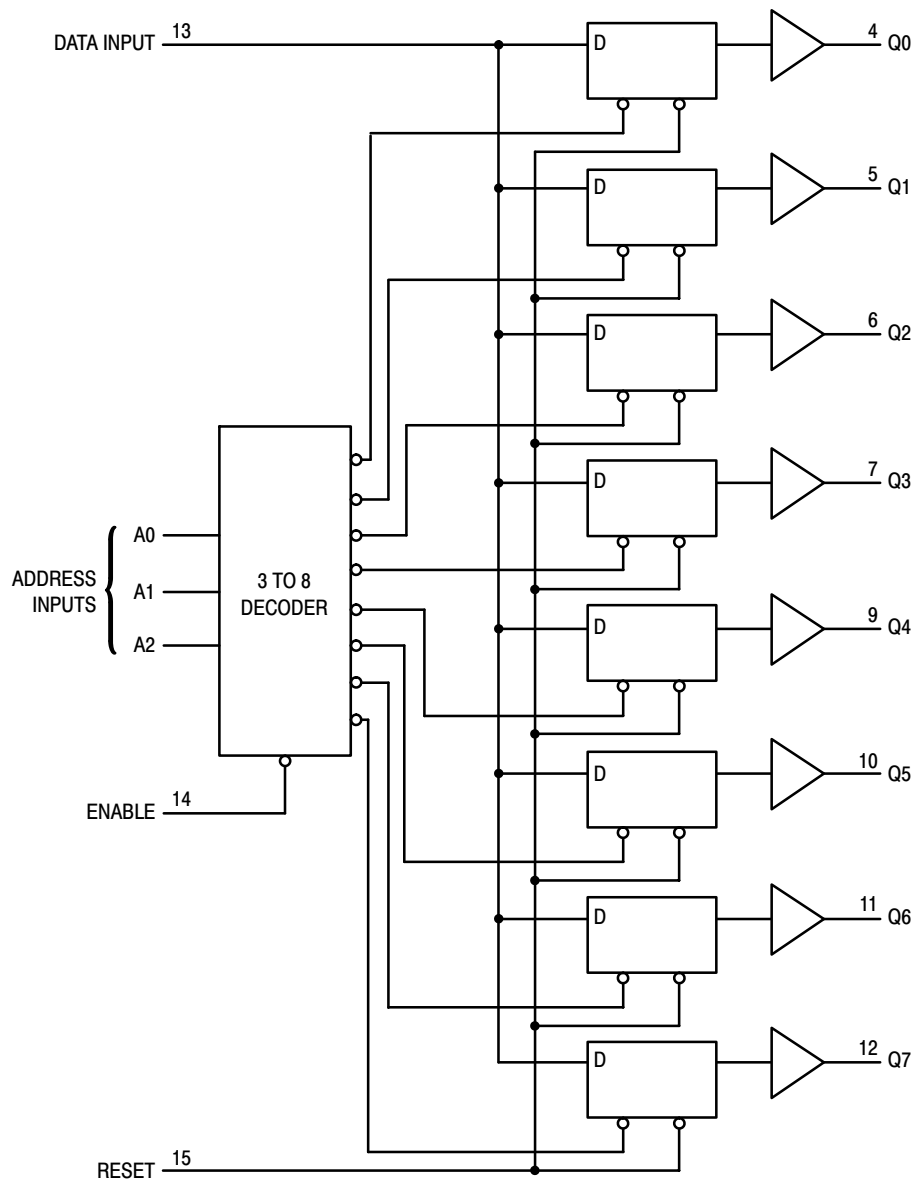 DATA INPUT 13
D
4 Q0
D
5 Q1
D
6 Q2
D
7 Q3
D
9 Q4
D
10 Q5
D
11 Q6
D
12 Q7
ADDRESS
INPUTS
A0
A1
A2
3 TO 8
DECODER
ENABLE 14
RESET 15